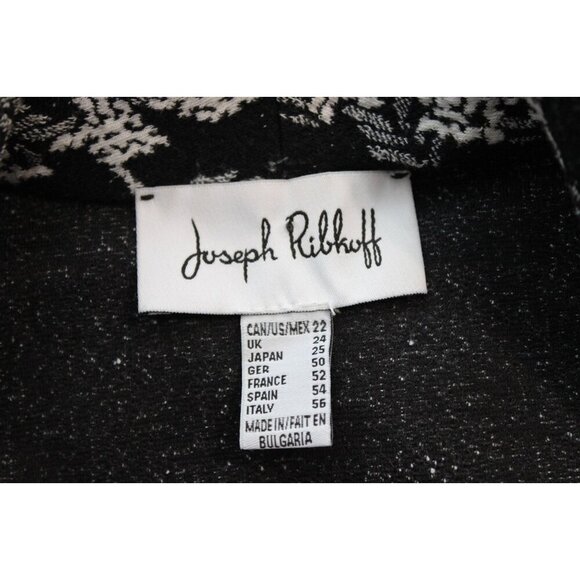 Joseph Ribkoff
CAN/US/MEX 22
UK 24
JAPAN 25
GER 50
FRANCE 52
SPAIN 54
ITALY 56
MADE IN/FAIT EN
BULGARIA